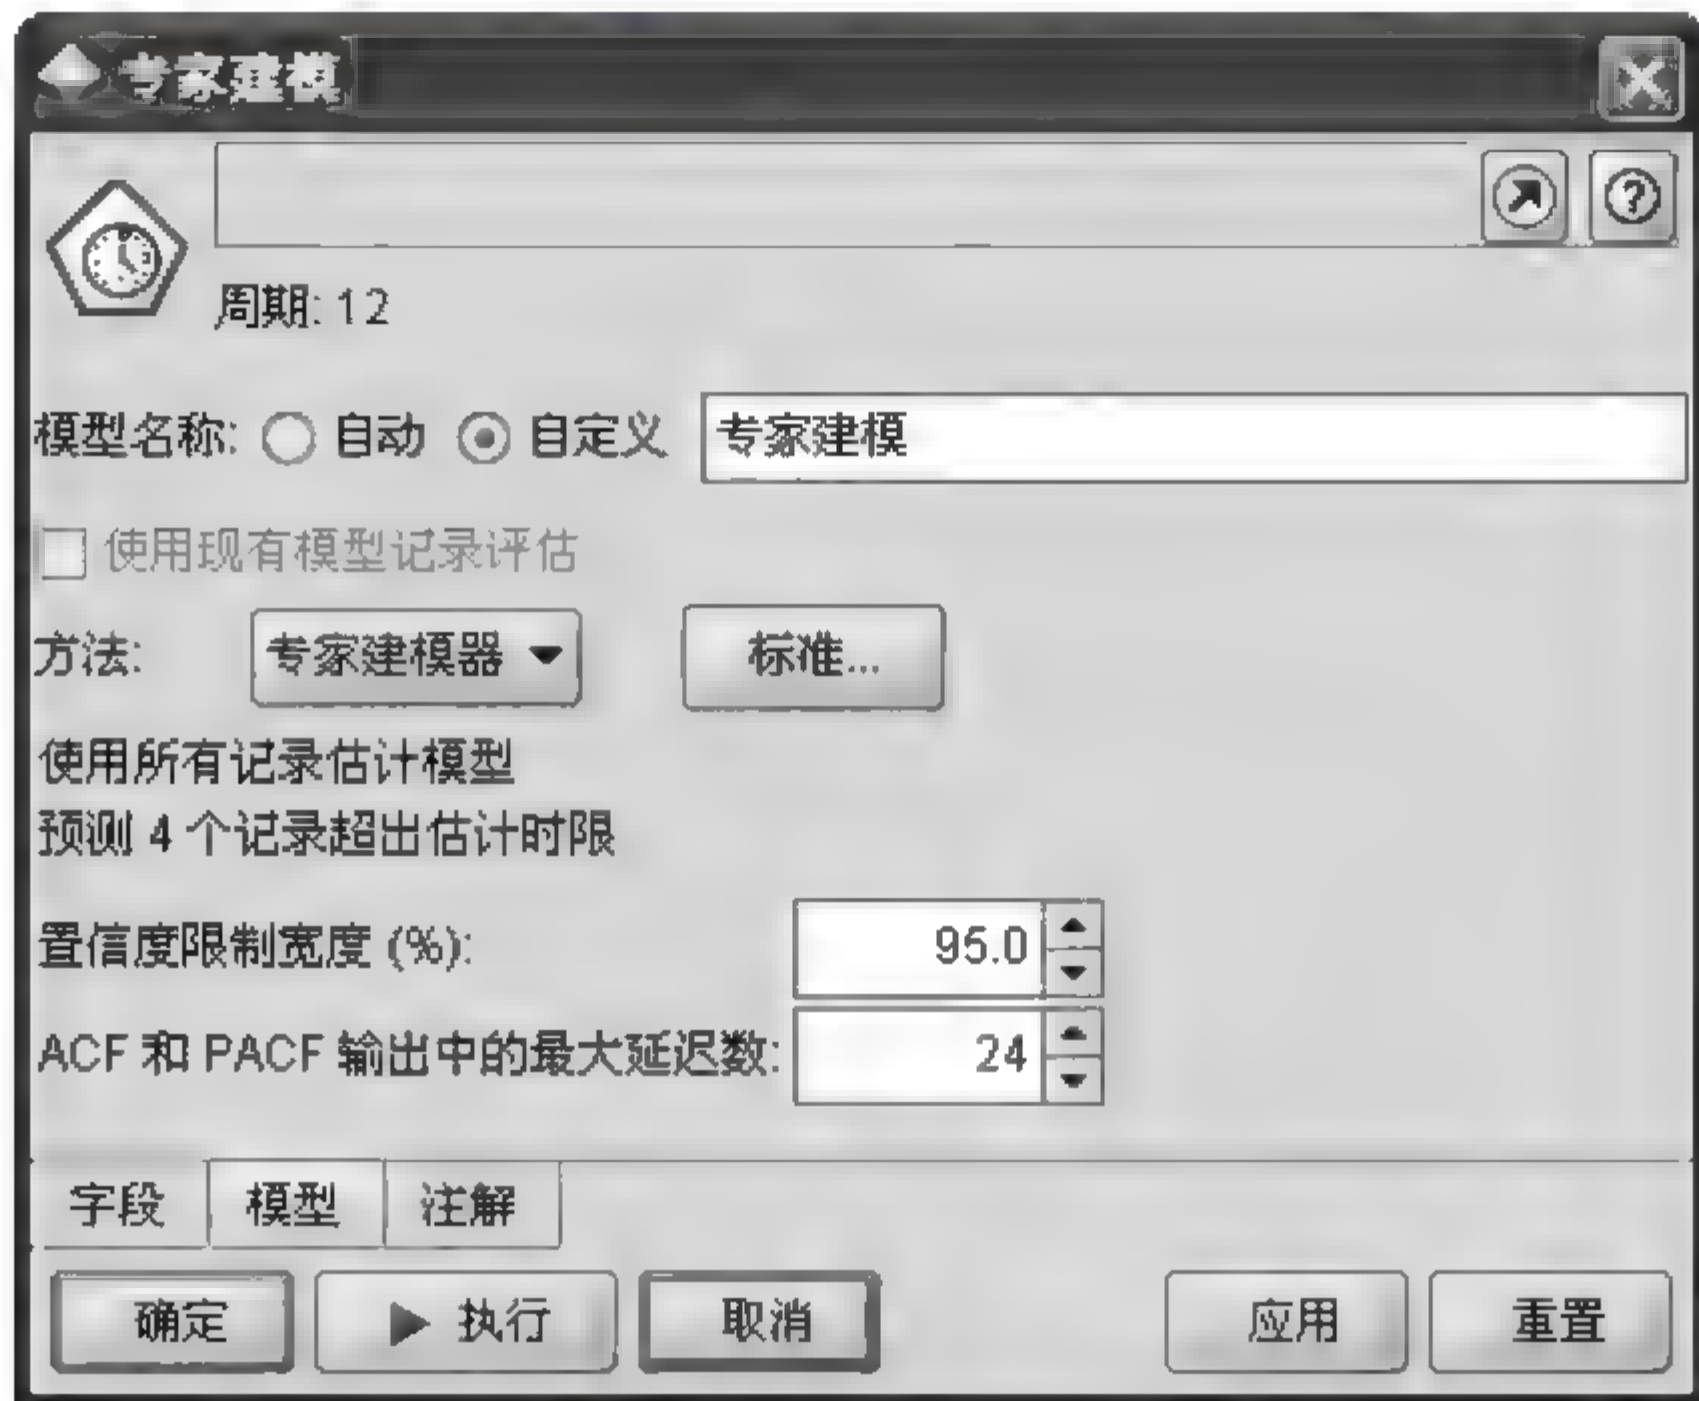 专家建模
周期: 12
模型名称: 自动 自定义 专家建模
使用现有模型记录评估
方法: 专家建模器 标准...
使用所有记录估计模型
预测 4 个记录超出估计时限
置信度限制宽度 (%): 95.0
ACF 和 PACF 输出中的最大延迟数: 24
字段 模型 注解
确定 执行 取消 应用 重置